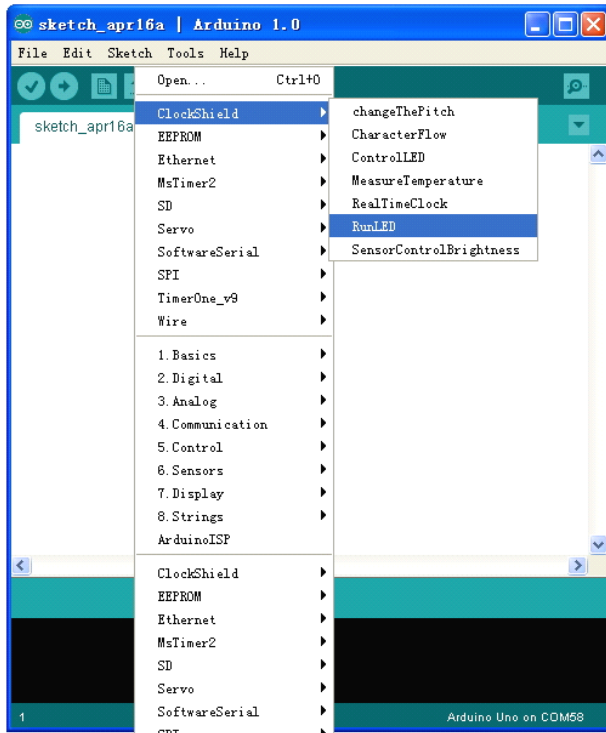 sketch_apr16a | Arduino 1.0
File Edit Sketch Tools Help
sketch_apr16a
Open... Ctrl+O
ClockShield
EEPROM
Ethernet
MsTimer2
SD
Servo
SoftwareSerial
SPI
TimerOne_v9
Wire
1.Basics
2.Digital
3.Analog
4.Communication
5.Control
6.Sensors
7.Display
8.Strings
ArduinoISP
ClockShield
EEPROM
Ethernet
MsTimer2
SD
Servo
SoftwareSerial
SPI
changeThePitch
CharacterFlow
ControlLED
MeasureTemperature
RealTimeClock
RunLED
SensorControlBrightness
1
Arduino Uno on COM58